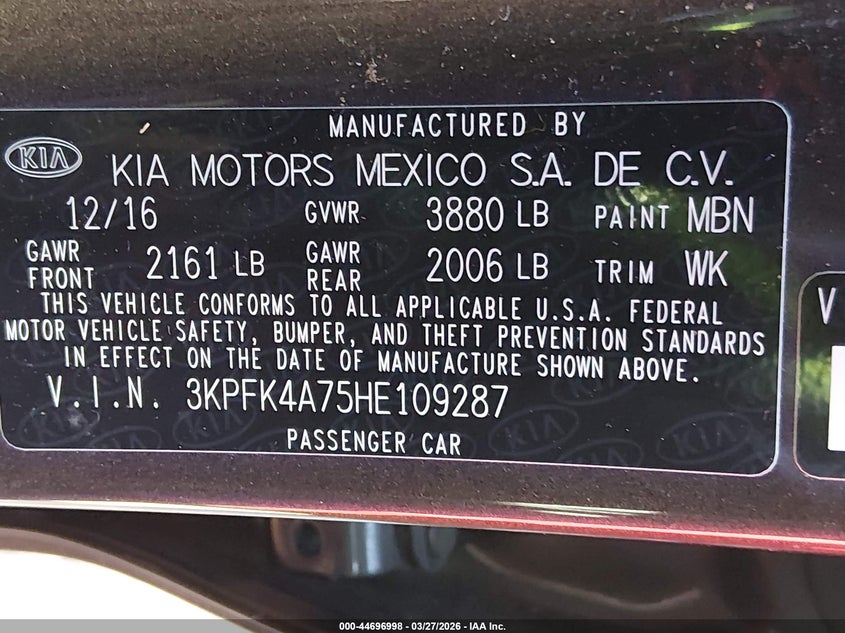 MANUFACTURED BY
KIA KIA MOTORS MEXICO S.A. DE C.V.
12/16 GVWR 3880 LB PAINT MBN
GAWR FRONT 2161 LB GAWR REAR 2006 LB TRIM WK
THIS VEHICLE CONFORMS TO ALL APPLICABLE U.S.A. FEDERAL
MOTOR VEHICLE SAFETY, BUMPER, AND THEFT PREVENTION STANDARDS
IN EFFECT ON THE DATE OF MANUFACTURE SHOWN ABOVE.
V.I.N. 3KPFK4A75HE109287
PASSENGER CAR
V
000-44696998 - 03/27/2026 - IAA Inc.